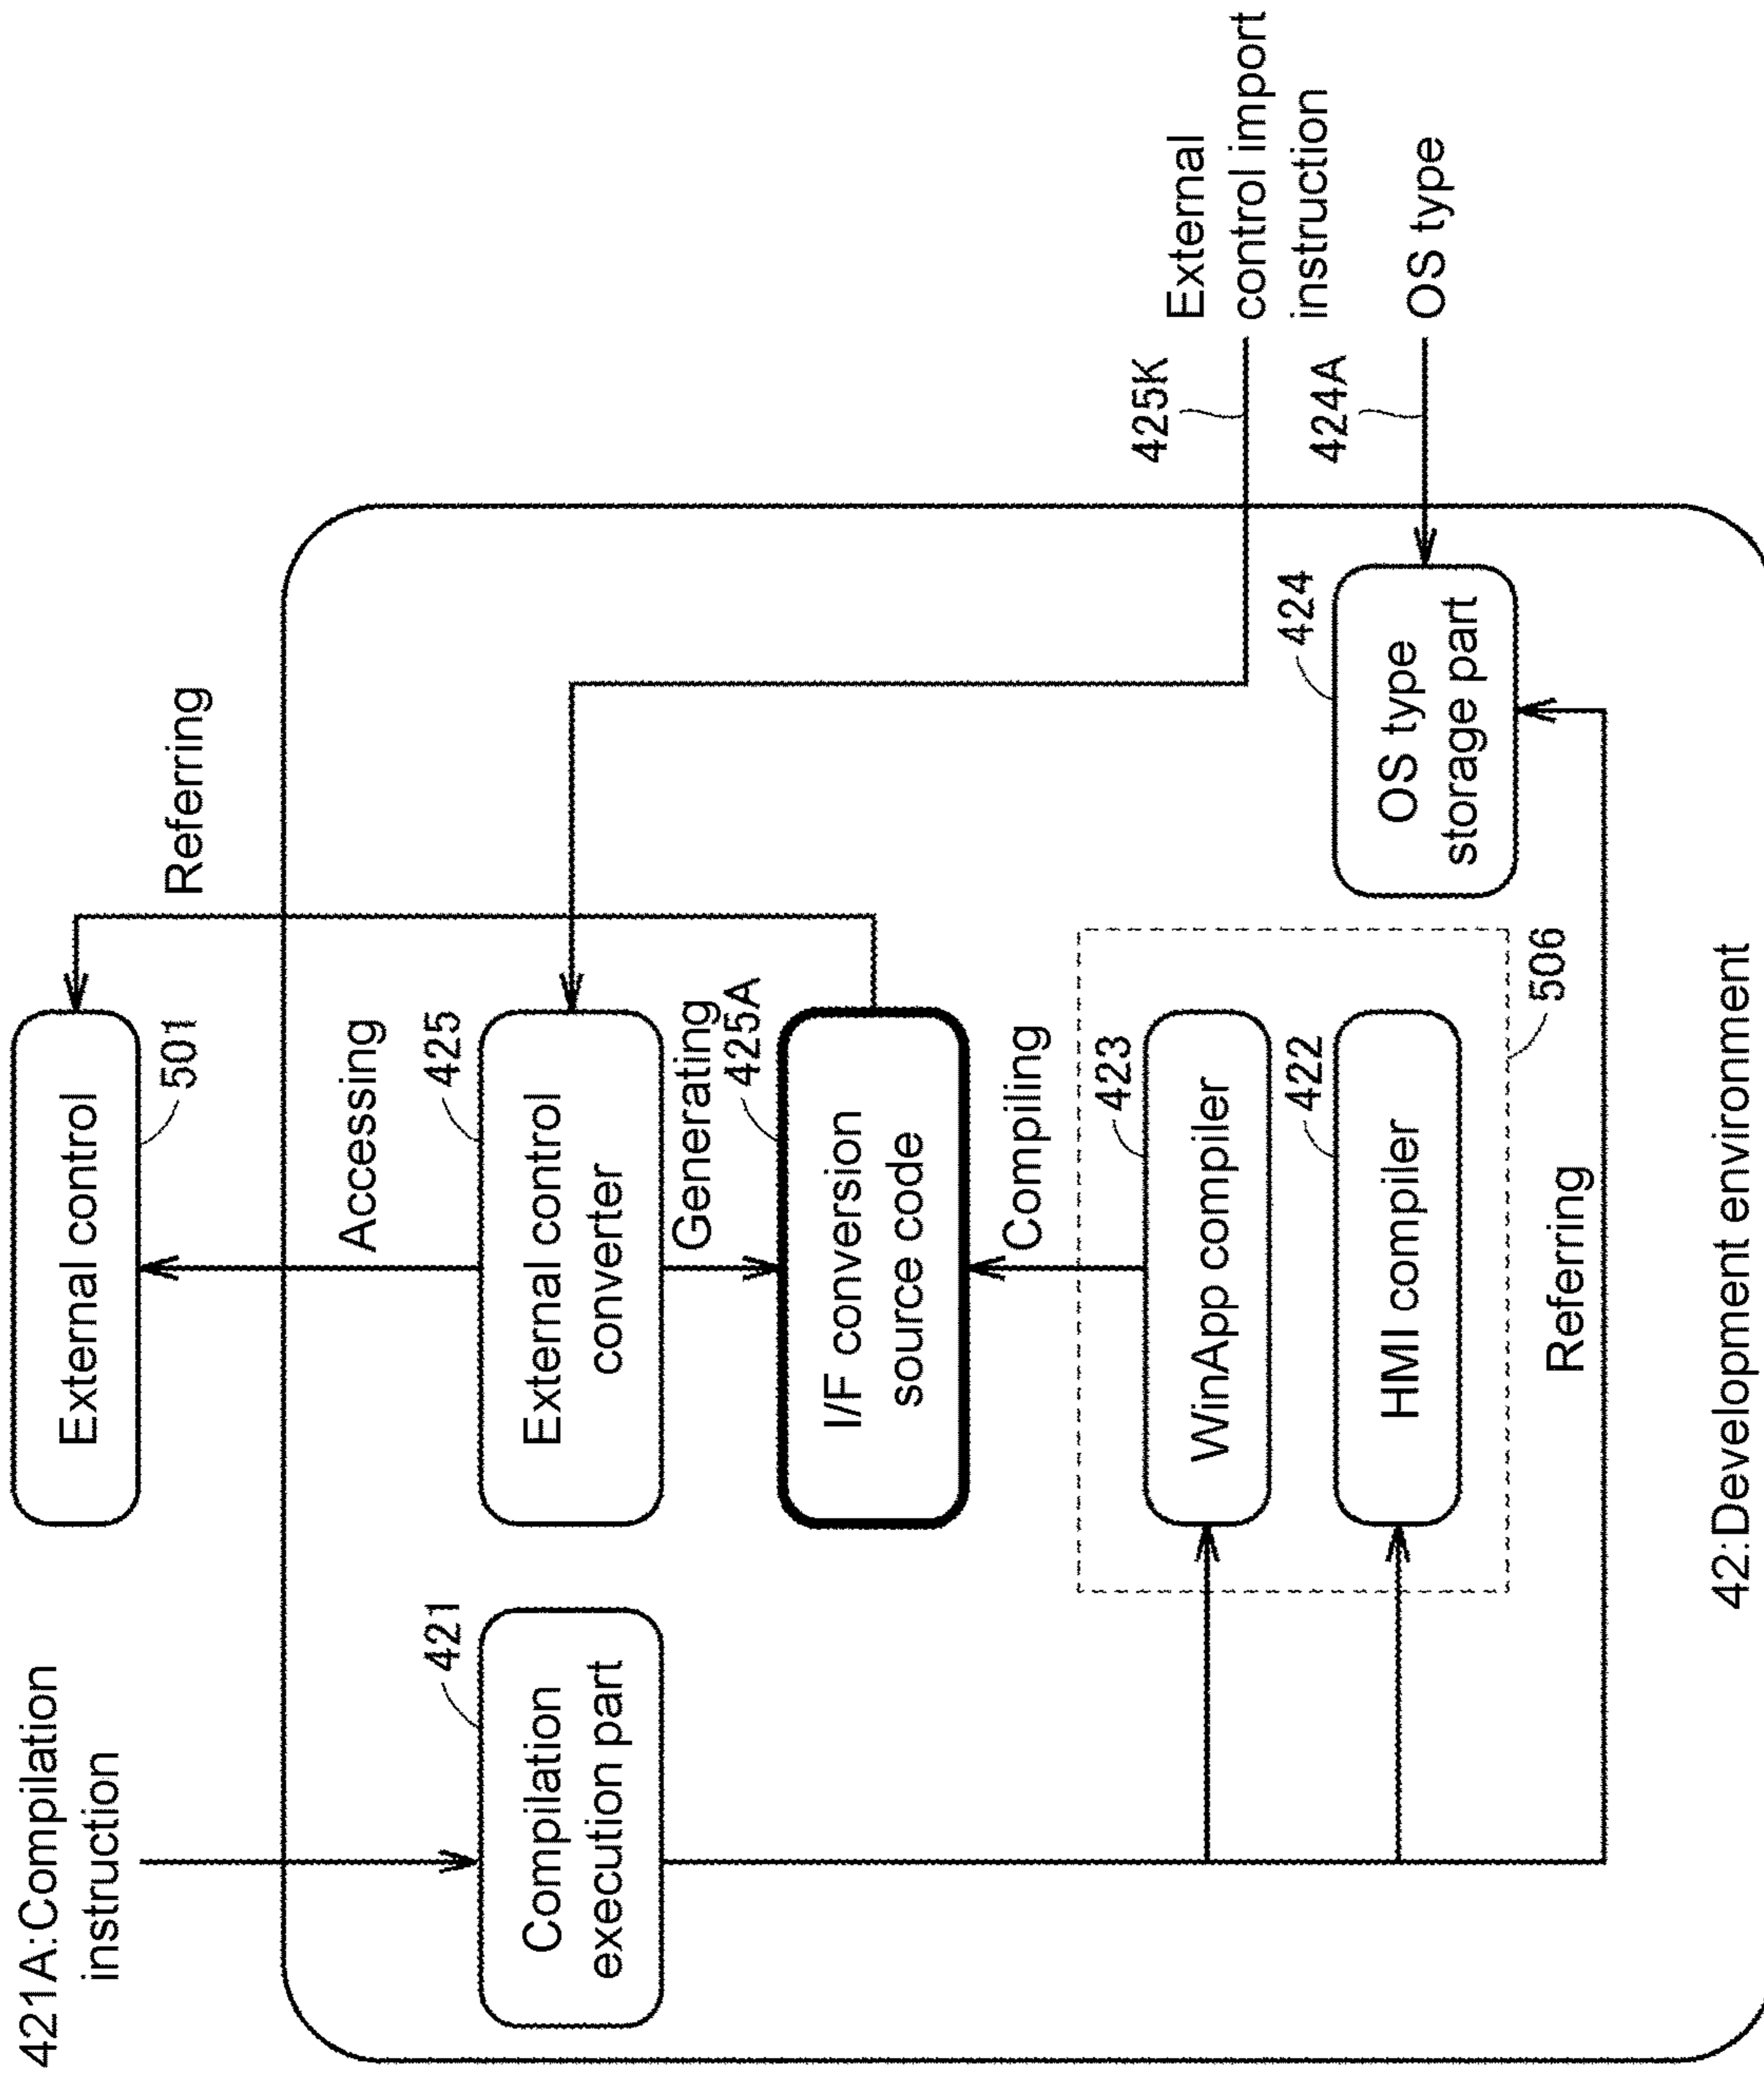 421A:Compilation
instruction
External control
501
Referring
Accessing
421
Compilation
execution part
425
External control
converter
Generating
425A
I/F conversion
source code
Compiling
423
WinApp compiler
422
HMI compiler
506
Referring
424
OS type
storage part
425K
External
control import
instruction
424A
OS type
42:Development environment